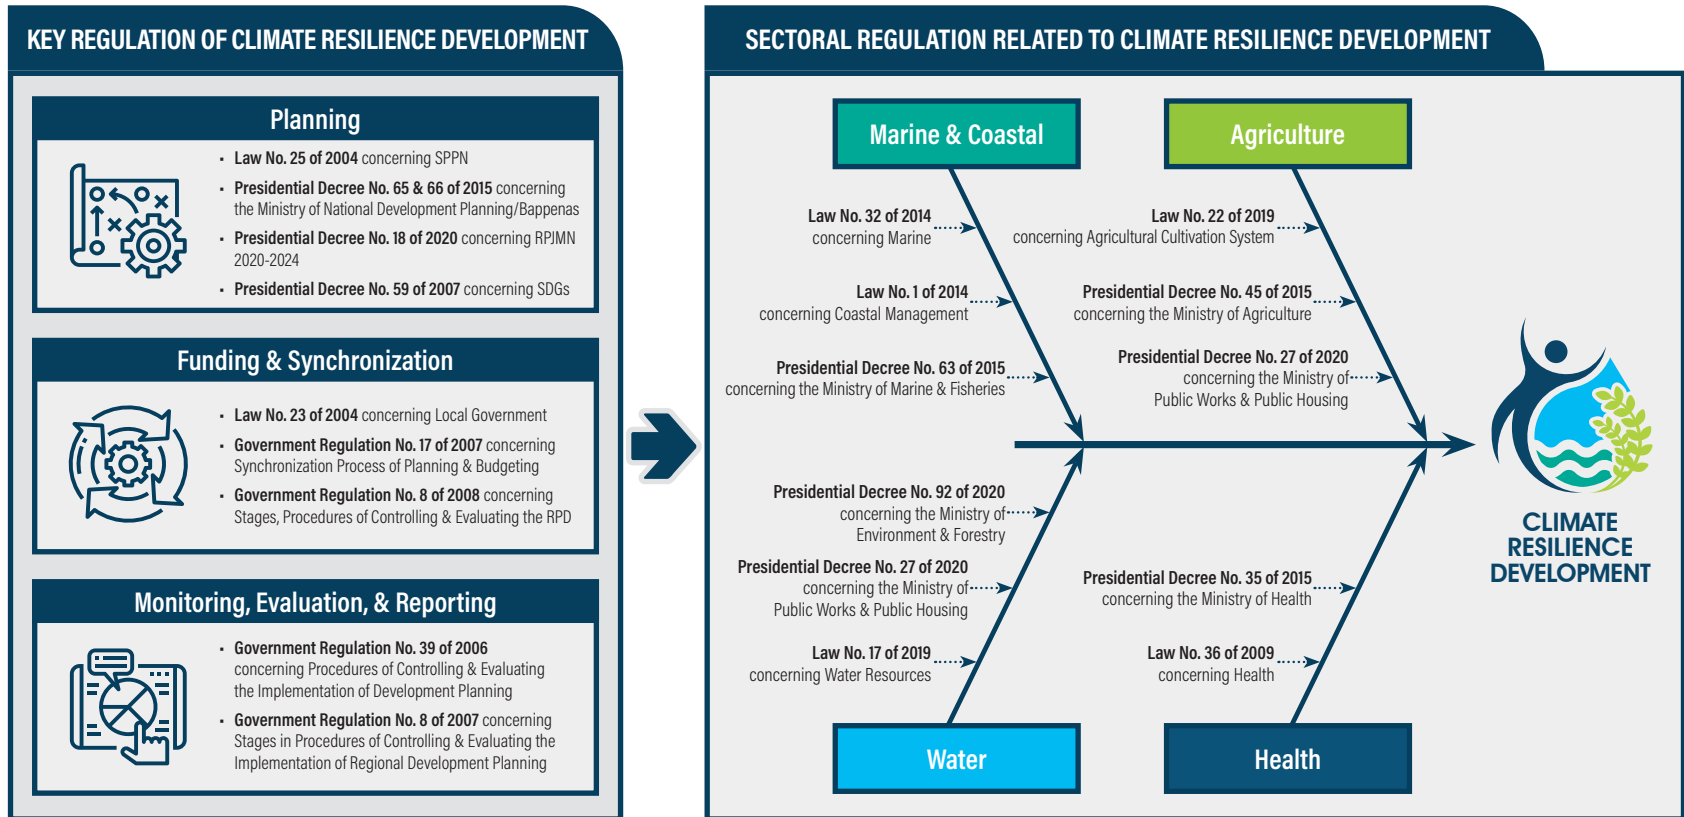 KEY REGULATION OF CLIMATE RESILIENCE DEVELOPMENT
Planning
▪ Law No. 25 of 2004 concerning SPPN
▪ Presidential Decree No. 65 & 66 of 2015 concerning
the Ministry of National Development Planning/Bappenas
▪ Presidential Decree No. 18 of 2020 concerning RPJMN
2020-2024
▪ Presidential Decree No. 59 of 2007 concerning SDGs
Funding & Synchronization
▪ Law No. 23 of 2004 concerning Local Government
▪ Government Regulation No. 17 of 2007 concerning
Synchronization Process of Planning & Budgeting
▪ Government Regulation No. 8 of 2008 concerning
Stages, Procedures of Controlling & Evaluating the RPD
Monitoring, Evaluation, & Reporting
▪ Government Regulation No. 39 of 2006
concerning Procedures of Controlling & Evaluating
the Implementation of Development Planning
▪ Government Regulation No. 8 of 2007 concerning
Stages in Procedures of Controlling & Evaluating the
Implementation of Regional Development Planning
SECTORAL REGULATION RELATED TO CLIMATE RESILIENCE DEVELOPMENT
Marine & Coastal
Law No. 32 of 2014
concerning Marine
Law No. 1 of 2014
concerning Coastal Management
Presidential Decree No. 63 of 2015
concerning the Ministry of Marine & Fisheries
Agriculture
Law No. 22 of 2019
concerning Agricultural Cultivation System
Presidential Decree No. 45 of 2015
concerning the Ministry of Agriculture
Presidential Decree No. 27 of 2020
concerning the Ministry of
Public Works & Public Housing
Presidential Decree No. 92 of 2020
concerning the Ministry of
Environment & Forestry
Presidential Decree No. 27 of 2020
concerning the Ministry of
Public Works & Public Housing
Law No. 17 of 2019
concerning Water Resources
Water
Presidential Decree No. 35 of 2015
concerning the Ministry of Health
Law No. 36 of 2009
concerning Health
Health
CLIMATE
RESILIENCE
DEVELOPMENT